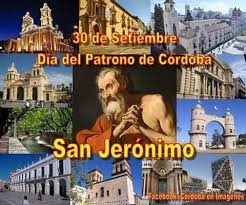 30 de Setiembre
Día del Patrono de Córdoba
San Jerónimo
Facebook Córdoba en Imágenes